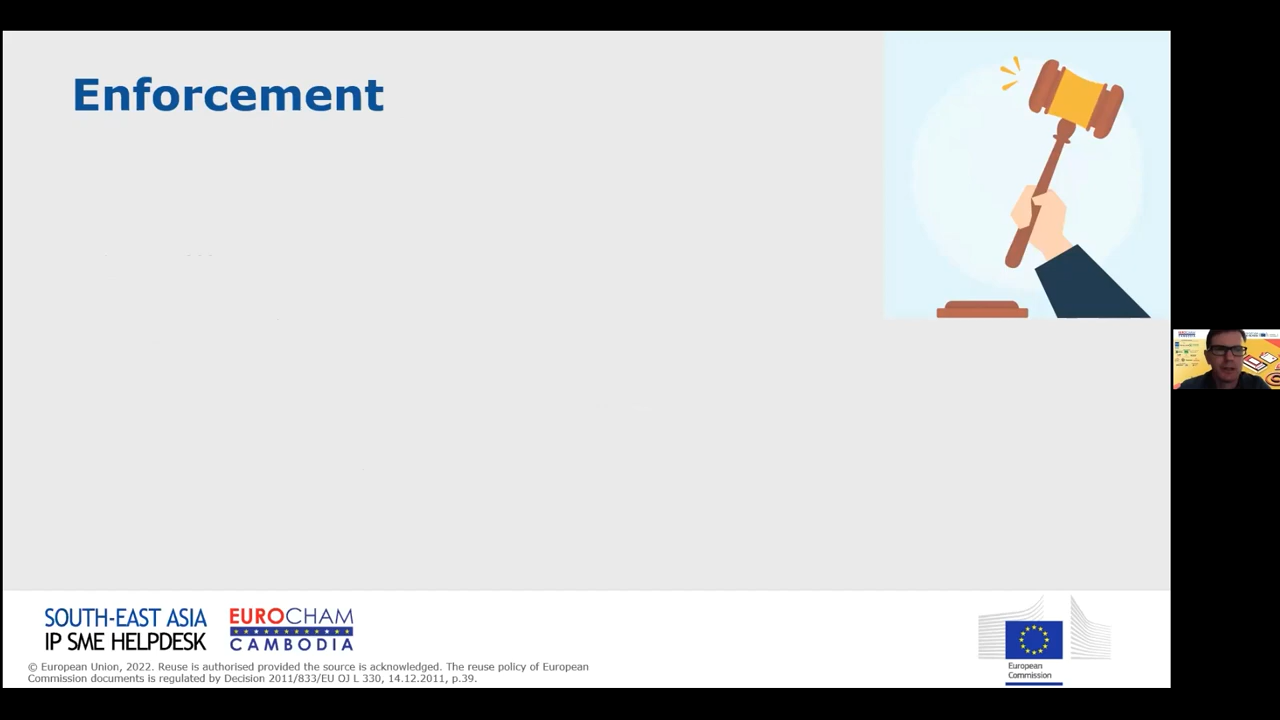 Enforcement
SOUTH-EAST ASIA
IP SME HELPDESK
EUROCHAM
CAMBODIA
European
Commission
© European Union, 2022. Reuse is authorised provided the source is acknowledged. The reuse policy of European
Commission documents is regulated by Decision 2011/833/EU OJ L 330, 14.12.2011, p.39.